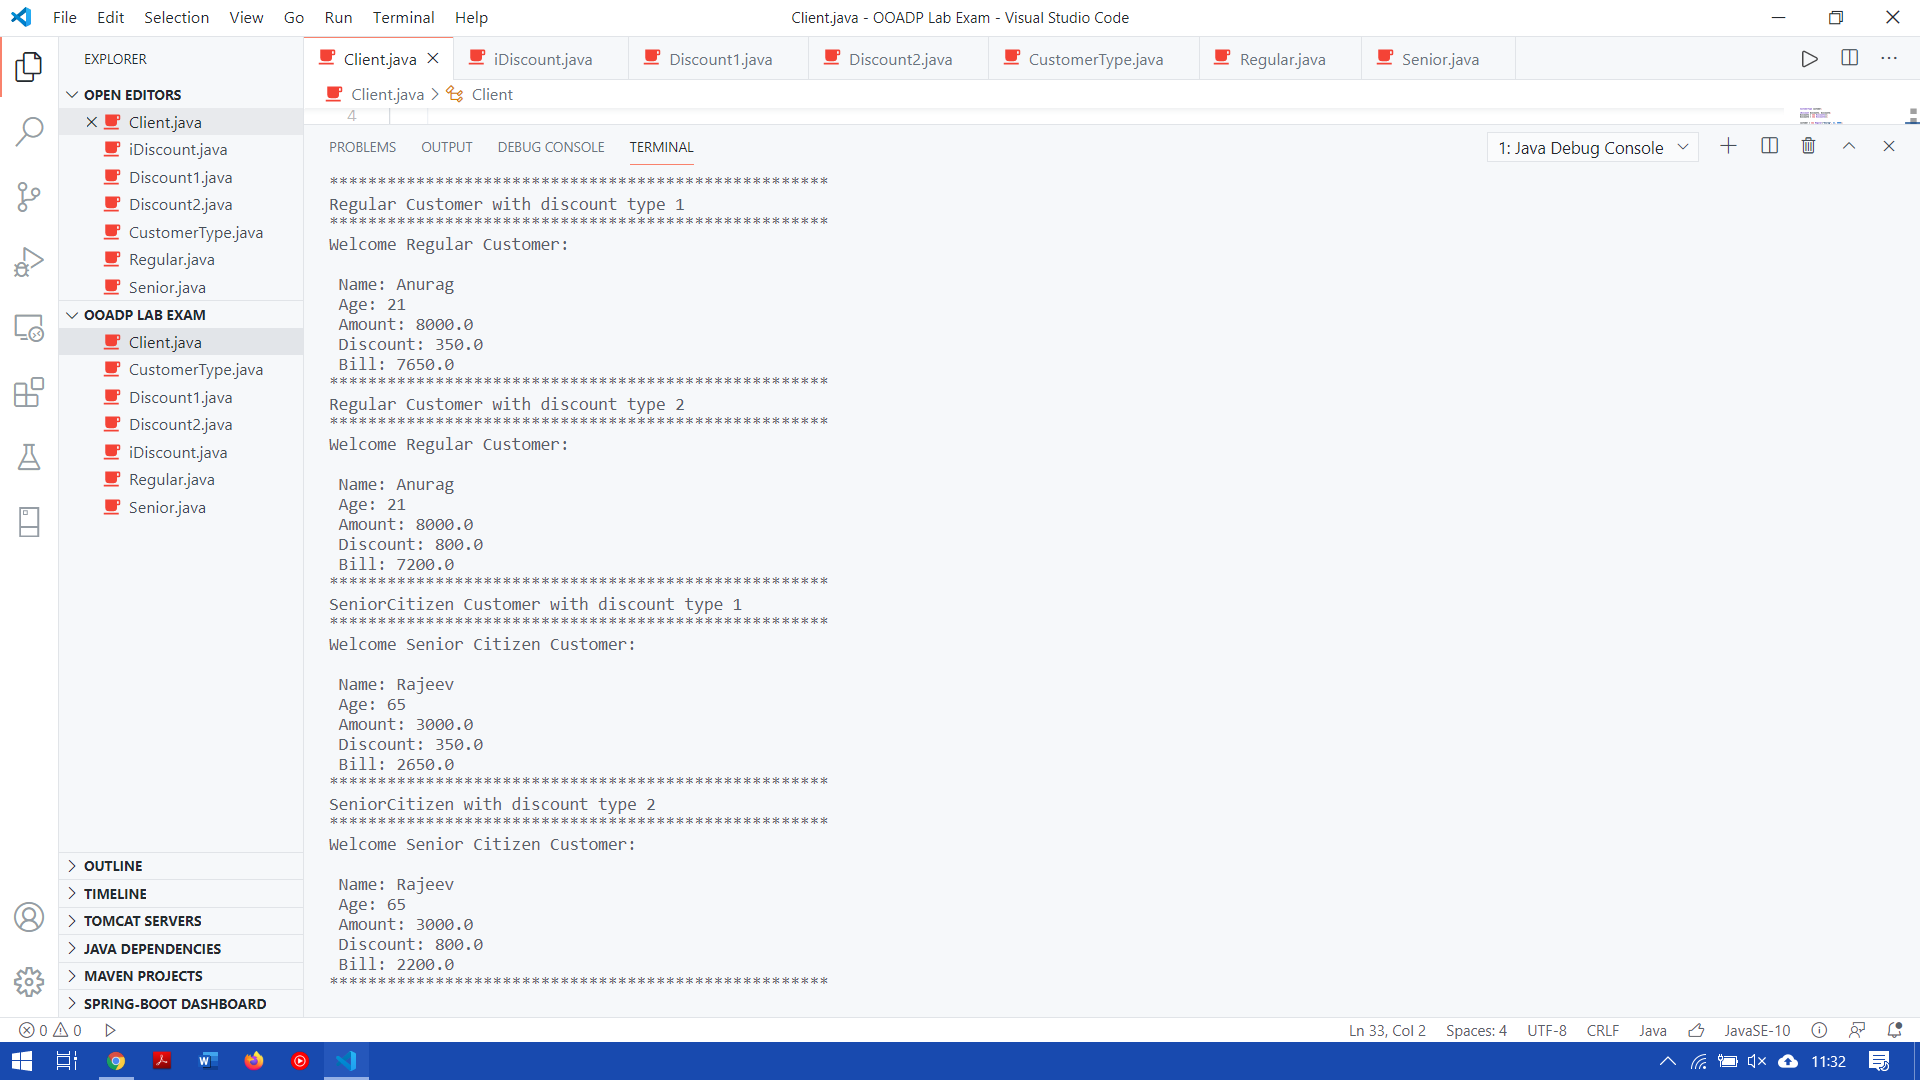 File Edit Selection View Go Run Terminal Help
Client.java - OOADP Lab Exam - Visual Studio Code
EXPLORER
OPEN EDITORS
Client.java
iDiscount.java
Discount1.java
Discount2.java
CustomerType.java
Regular.java
Senior.java
OOADP LAB EXAM
Client.java
CustomerType.java
Discount1.java
Discount2.java
iDiscount.java
Regular.java
Senior.java
OUTLINE
TIMELINE
TOMCAT SERVERS
JAVA DEPENDENCIES
MAVEN PROJECTS
SPRING-BOOT DASHBOARD
Client.java iDiscount.java Discount1.java Discount2.java CustomerType.java Regular.java Senior.java
Client.java > Client
4
PROBLEMS OUTPUT DEBUG CONSOLE TERMINAL
1: Java Debug Console
****************************************************
Regular Customer with discount type 1
****************************************************
Welcome Regular Customer:
Name: Anurag
Age: 21
Amount: 8000.0
Discount: 350.0
Bill: 7650.0
****************************************************
Regular Customer with discount type 2
****************************************************
Welcome Regular Customer:
Name: Anurag
Age: 21
Amount: 8000.0
Discount: 800.0
Bill: 7200.0
****************************************************
SeniorCitizen Customer with discount type 1
****************************************************
Welcome Senior Citizen Customer:
Name: Rajeev
Age: 65
Amount: 3000.0
Discount: 350.0
Bill: 2650.0
****************************************************
SeniorCitizen with discount type 2
****************************************************
Welcome Senior Citizen Customer:
Name: Rajeev
Age: 65
Amount: 3000.0
Discount: 800.0
Bill: 2200.0
****************************************************
0 0
Ln 33, Col 2 Spaces: 4 UTF-8 CRLF Java JavaSE-10
11:32